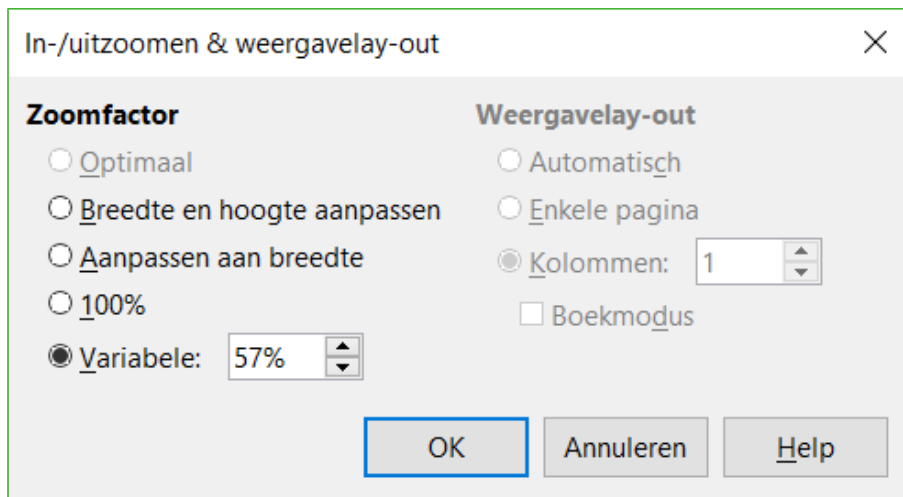 In-/uitzoomen & weergavelay-out
Zoomfactor
Optimaal
Breedte en hoogte aanpassen
Aanpassen aan breedte
100%
Variabele: 57%
Weergavelay-out
Automatisch
Enkele pagina
Kolommen: 1
Boekmodus
OK Annuleren Help